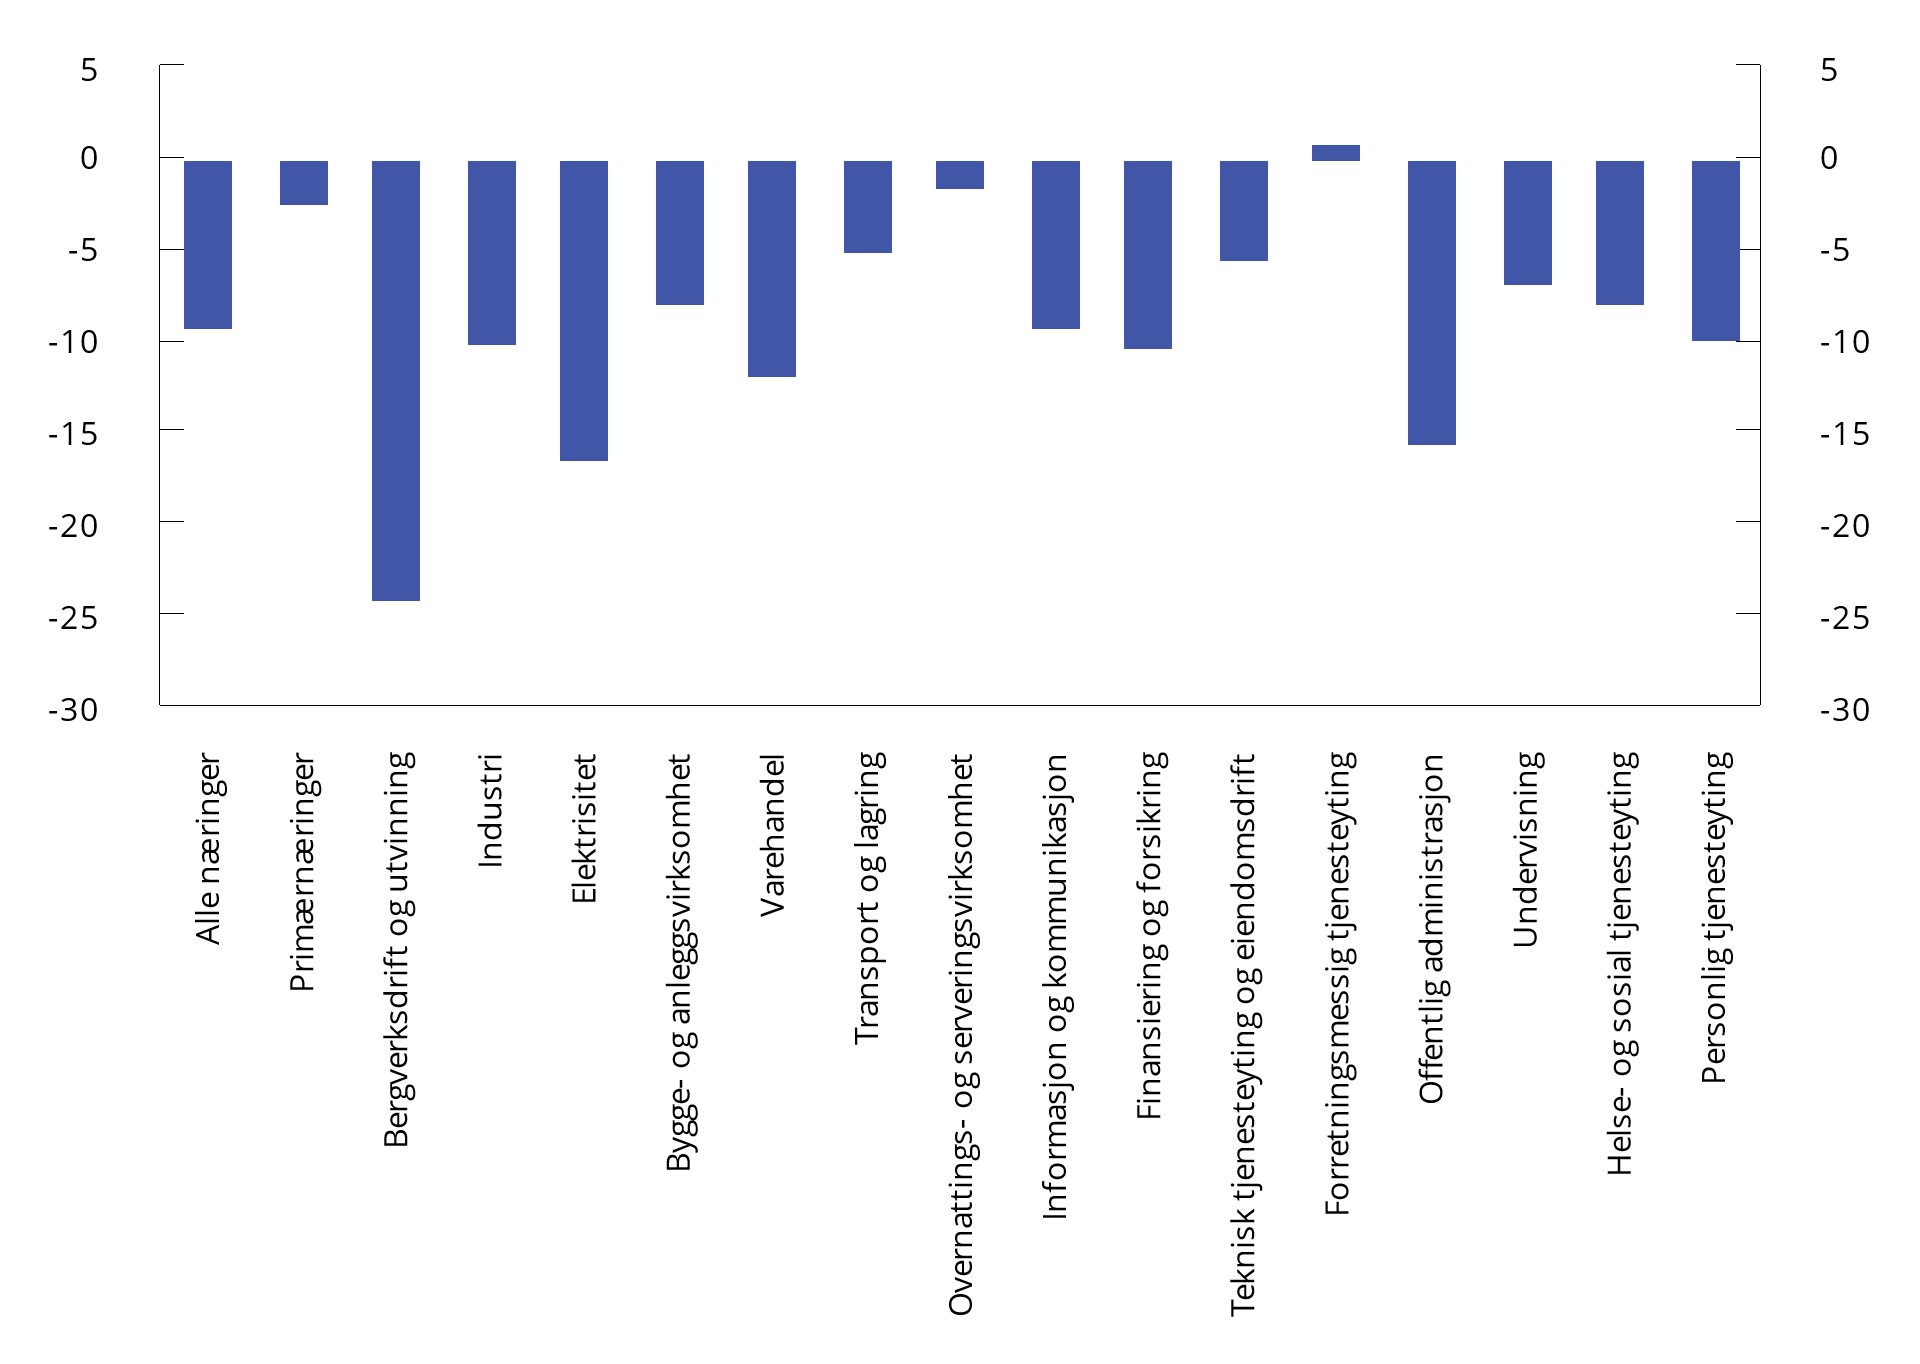 5 5
0 0
-5 -5
-10 -10
-15 -15
-20 -20
-25 -25
-30 -30
Alle næringer
Primærnæringer
Bergverksdrift og utvinning
Industri
Elektrisitet
Bygge- og anleggsvirksomhet
Varehandel
Transport og lagring
Overnattings- og serveringsvirksomhet
Informasjon og kommunikasjon
Finansiering og forsikring
Teknisk tjenesteyting og eiendomsdrift
Forretningsmessig tjenesteyting
Offentlig administrasjon
Undervisning
Helse- og sosial tjenesteyting
Personlig tjenesteyting